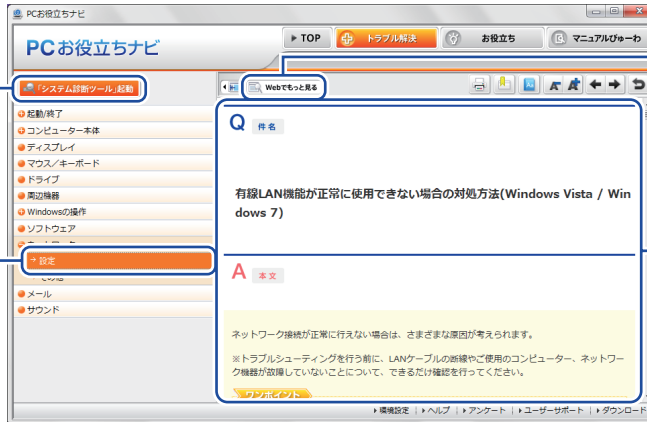 PCお役立ちナビ
PCお役立ちナビ
TOP
トラブル解決
お役立ち
マニュアルびゅーわ
「システム診断ツール」起動
Webでもっと見る
起動/終了
コンピューター本体
ディスプレイ
マウス/キーボード
ドライブ
周辺機器
Windowsの操作
ソフトウェア
設定
メール
サウンド
Q 件名
有線LAN機能が正常に使用できない場合の対処方法(Windows Vista / Win
dows 7)
A 本文
ネットワーク接続が正常に行えない場合は、さまざまな原因が考えられます。
※トラブルシューティングを行う前に、LANケーブルの断線やご使用のコンピューター、ネットワー
ク機器が故障していないことについて、できるだけ確認を行ってください。
ワンポイント
環境設定 | ヘルプ | アンケート | ユーザーサポート | ダウンロード